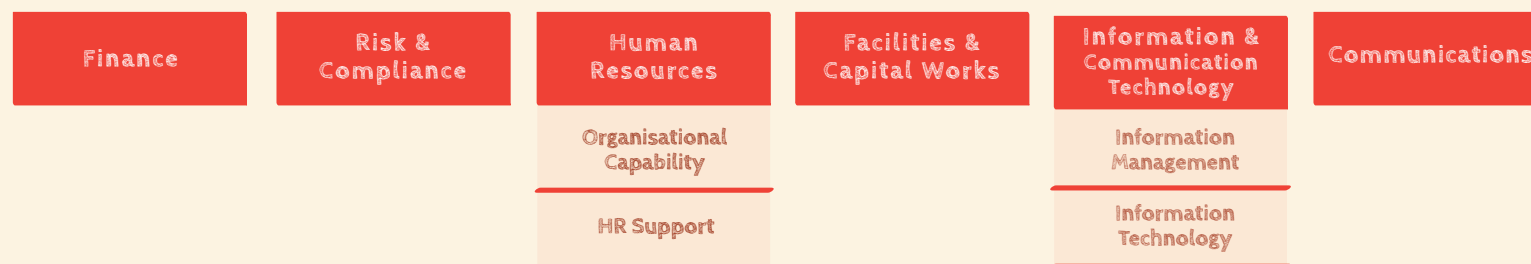 Finance
Risk &
Compliance
Human
Resources
Facilities &
Capital Works
Information &
Communication
Technology
Communications
Organisational
Capability
HR Support
Information
Management
Information
Technology